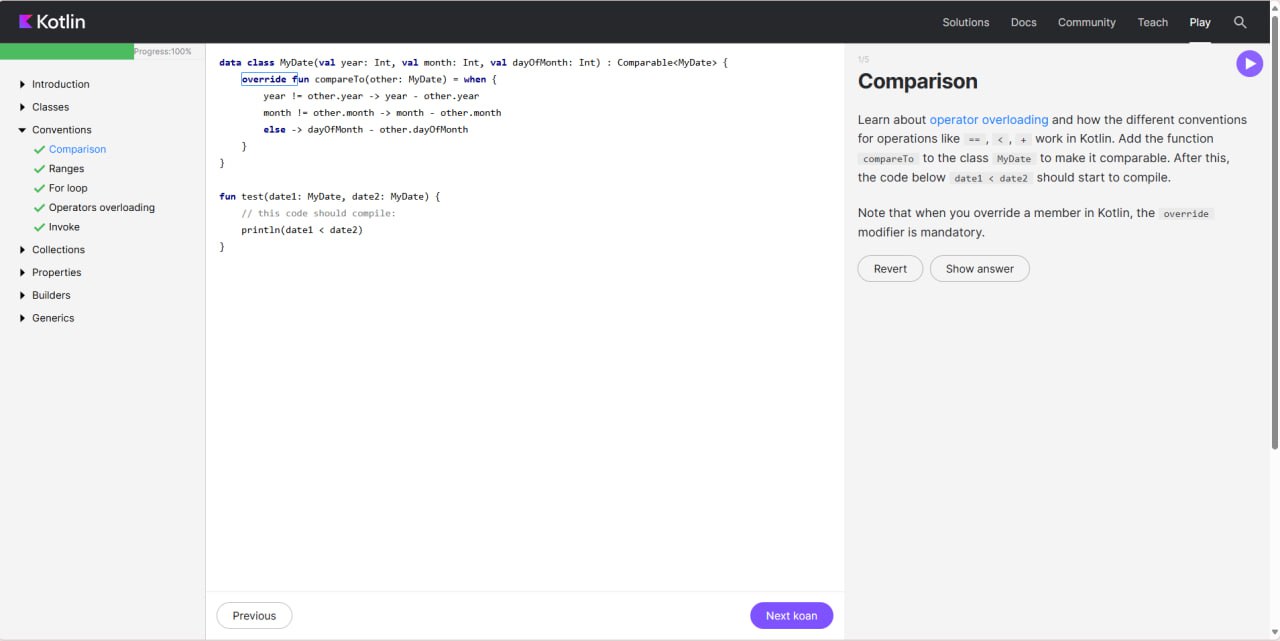 Kotlin
Solutions Docs Community Teach Play
Progress:100%
Introduction
Classes
Conventions
Comparison
Ranges
For loop
Operators overloading
Invoke
Collections
Properties
Builders
Generics
data class MyDate(val year: Int, val month: Int, val dayOfMonth: Int) : Comparable<MyDate> {
    override fun compareTo(other: MyDate) = when {
        year != other.year -> year - other.year
        month != other.month -> month - other.month
        else -> dayOfMonth - other.dayOfMonth
    }
}
fun test(date1: MyDate, date2: MyDate) {
    // this code should compile:
    println(date1 < date2)
}
Previous
Next koan
1/5
Comparison
Learn about operator overloading and how the different conventions
for operations like == , < , + work in Kotlin. Add the function
compareTo to the class MyDate to make it comparable. After this,
the code below date1 < date2 should start to compile.
Note that when you override a member in Kotlin, the override
modifier is mandatory.
Revert
Show answer